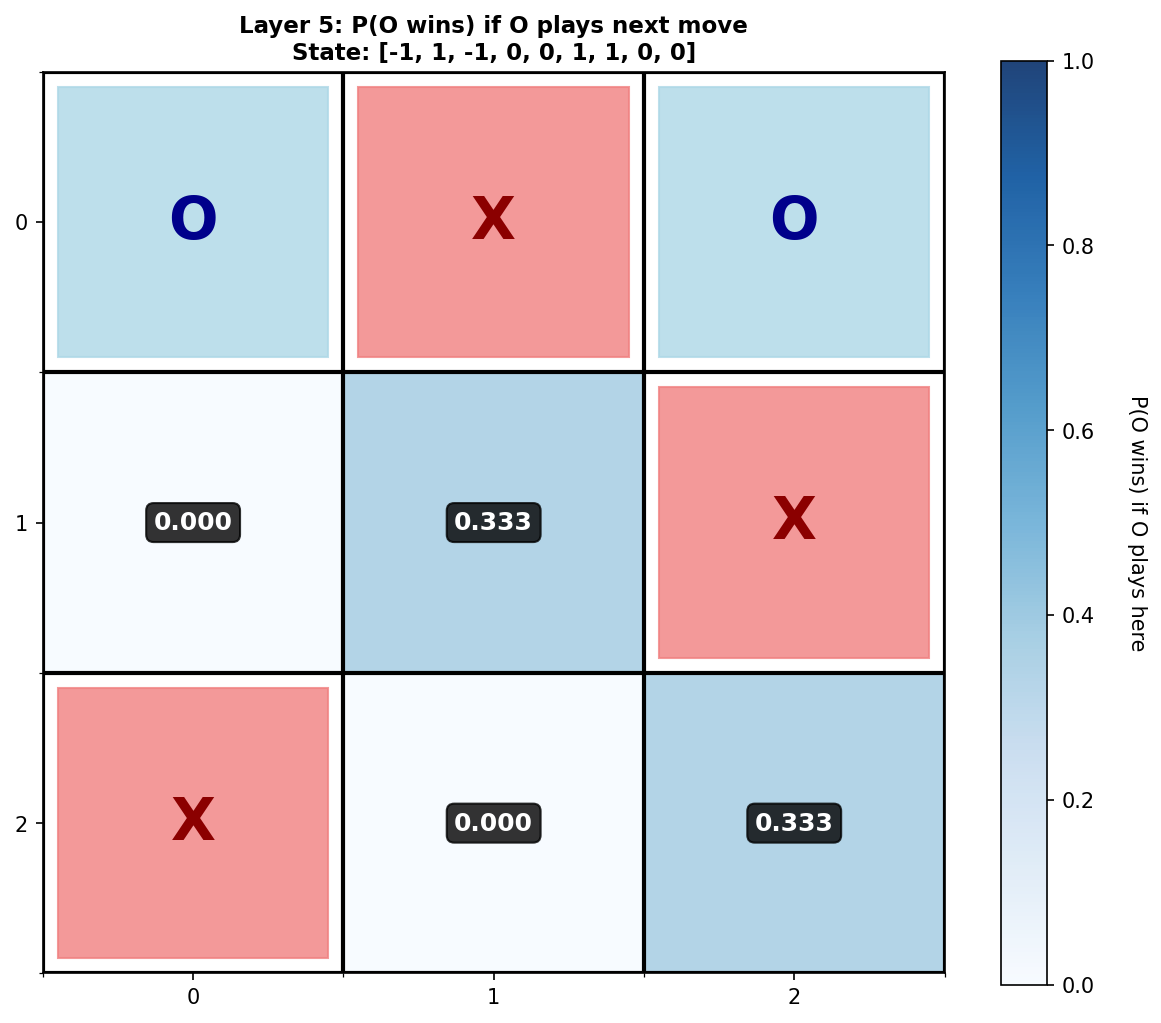 Layer 5: P(O wins) if O plays next move
State: [-1, 1, -1, 0, 0, 1, 1, 0, 0]
0
O
X
O
1
0.000
0.333
X
2
X
0.000
0.333
0
1
2
1.0
0.8
0.6
0.4
0.2
0.0
P(O wins) if O plays here